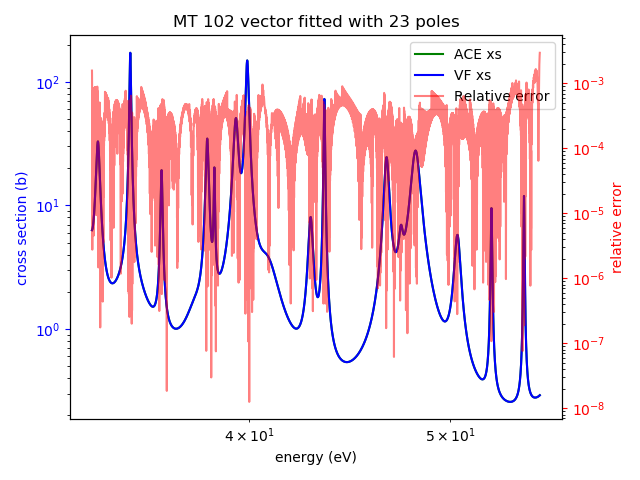 MT 102 vector fitted with 23 poles
ACE xs
VF xs
Relative error
10²
10¹
10⁰
cross section (b)
10⁻³
10⁻⁴
10⁻⁵
10⁻⁶
10⁻⁷
10⁻⁸
relative error
4 × 10¹
5 × 10¹
energy (eV)